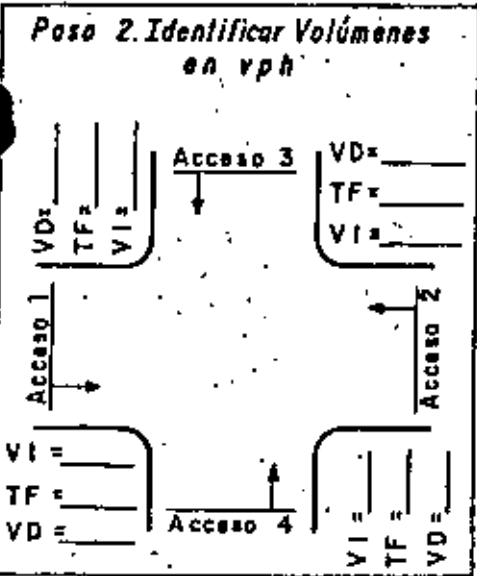 Paso 2. Identificar Volúmenes
en vph
VD=
TF=
VI=
Acceso 3
VD=
TF=
VI=
Acceso 1
Acceso 2
VI =
TF =
VD =
Acceso 4
VI =
TF =
VD =